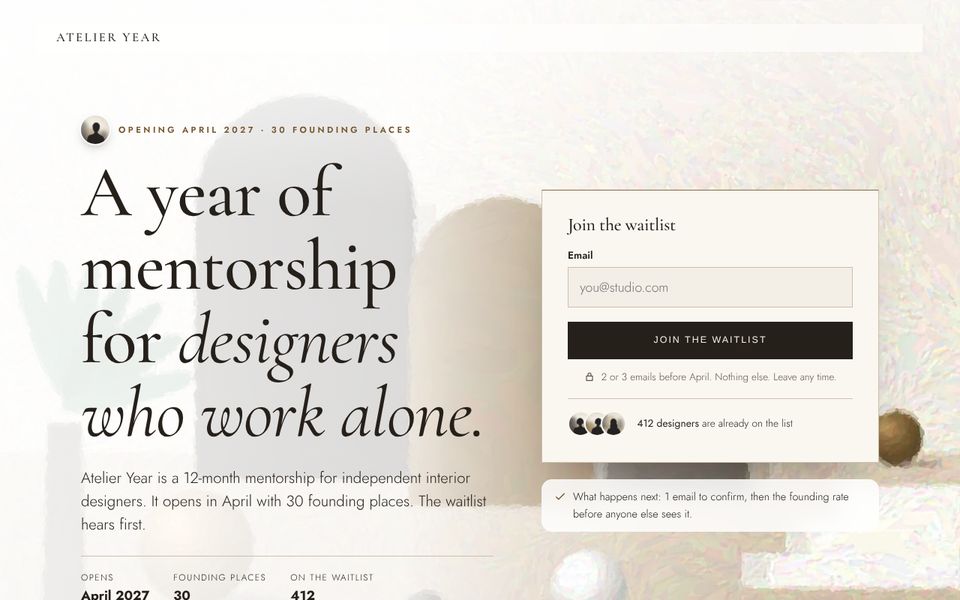 ATELIER YEAR
OPENING APRIL 2027 · 30 FOUNDING PLACES
A year of
mentorship
for designers
who work alone.
Atelier Year is a 12-month mentorship for independent interior
designers. It opens in April with 30 founding places. The waitlist
hears first.
OPENS
FOUNDING PLACES
ON THE WAITLIST
April 2027
30
412
Join the waitlist
Email
you@studio.com
JOIN THE WAITLIST
2 or 3 emails before April. Nothing else. Leave any time.
412 designers are already on the list
What happens next: 1 email to confirm, then the founding rate
before anyone else sees it.